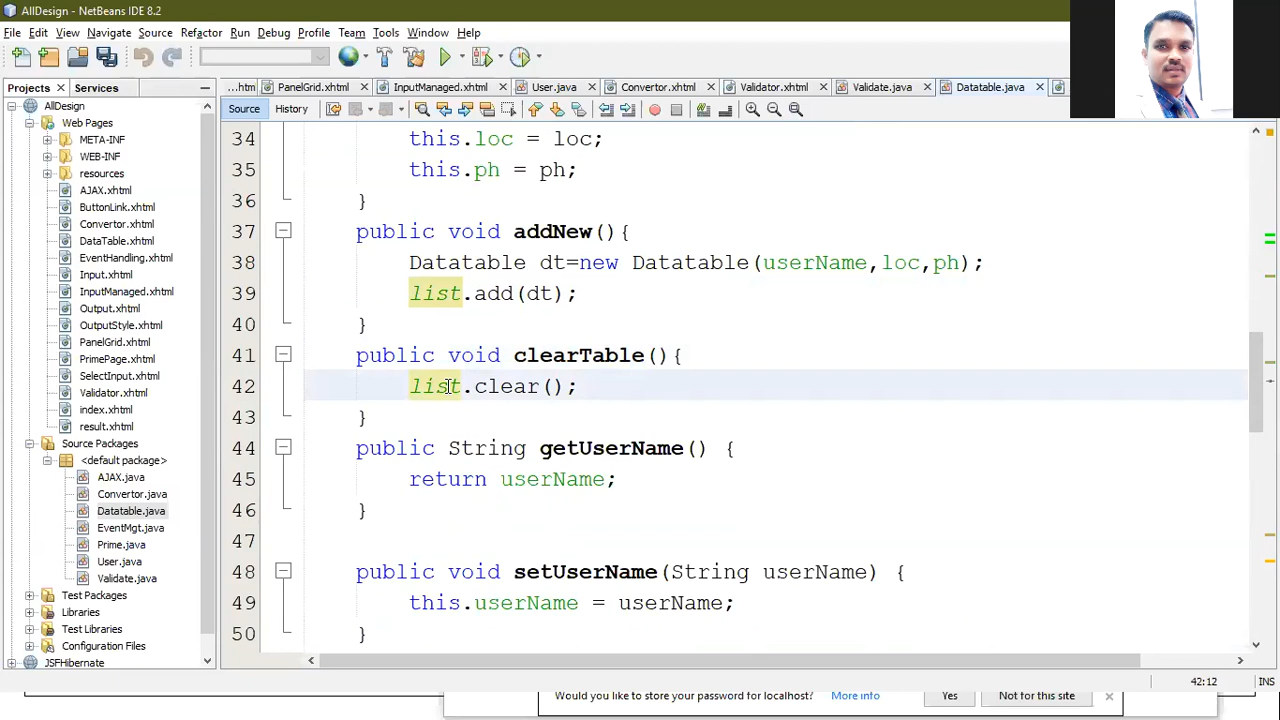 AllDesign - NetBeans IDE 8.2
File Edit View Navigate Source Refactor Run Debug Profile Team Tools Window Help
Projects Services
...htm PanelGrid.xhtml InputManaged.xhtml User.java Convertor.xhtml Validator.xhtml Validate.java Datatable.java
Source History
AllDesign
Web Pages
META-INF
WEB-INF
resources
AJAX.xhtml
ButtonLink.xhtml
Convertor.xhtml
DataTable.xhtml
EventHandling.xhtml
Input.xhtml
InputManaged.xhtml
Output.xhtml
OutputStyle.xhtml
PanelGrid.xhtml
PrimePage.xhtml
SelectInput.xhtml
Validator.xhtml
index.xhtml
result.xhtml
Source Packages
<default package>
AJAX.java
Convertor.java
Datatable.java
EventMgt.java
Prime.java
User.java
Validate.java
Test Packages
Libraries
Test Libraries
Configuration Files
JSFHibernate
34 this.loc = loc;
35 this.ph = ph;
36 }
37 public void addNew(){
38 Datatable dt=new Datatable(userName,loc,ph);
39 list.add(dt);
40 }
41 public void clearTable(){
42 list.clear();
43 }
44 public String getUserName() {
45 return userName;
46 }
47
48 public void setUserName(String userName) {
49 this.userName = userName;
50 }
42:12 INS
Would you like to store your password for localhost? More info Yes Not for this site